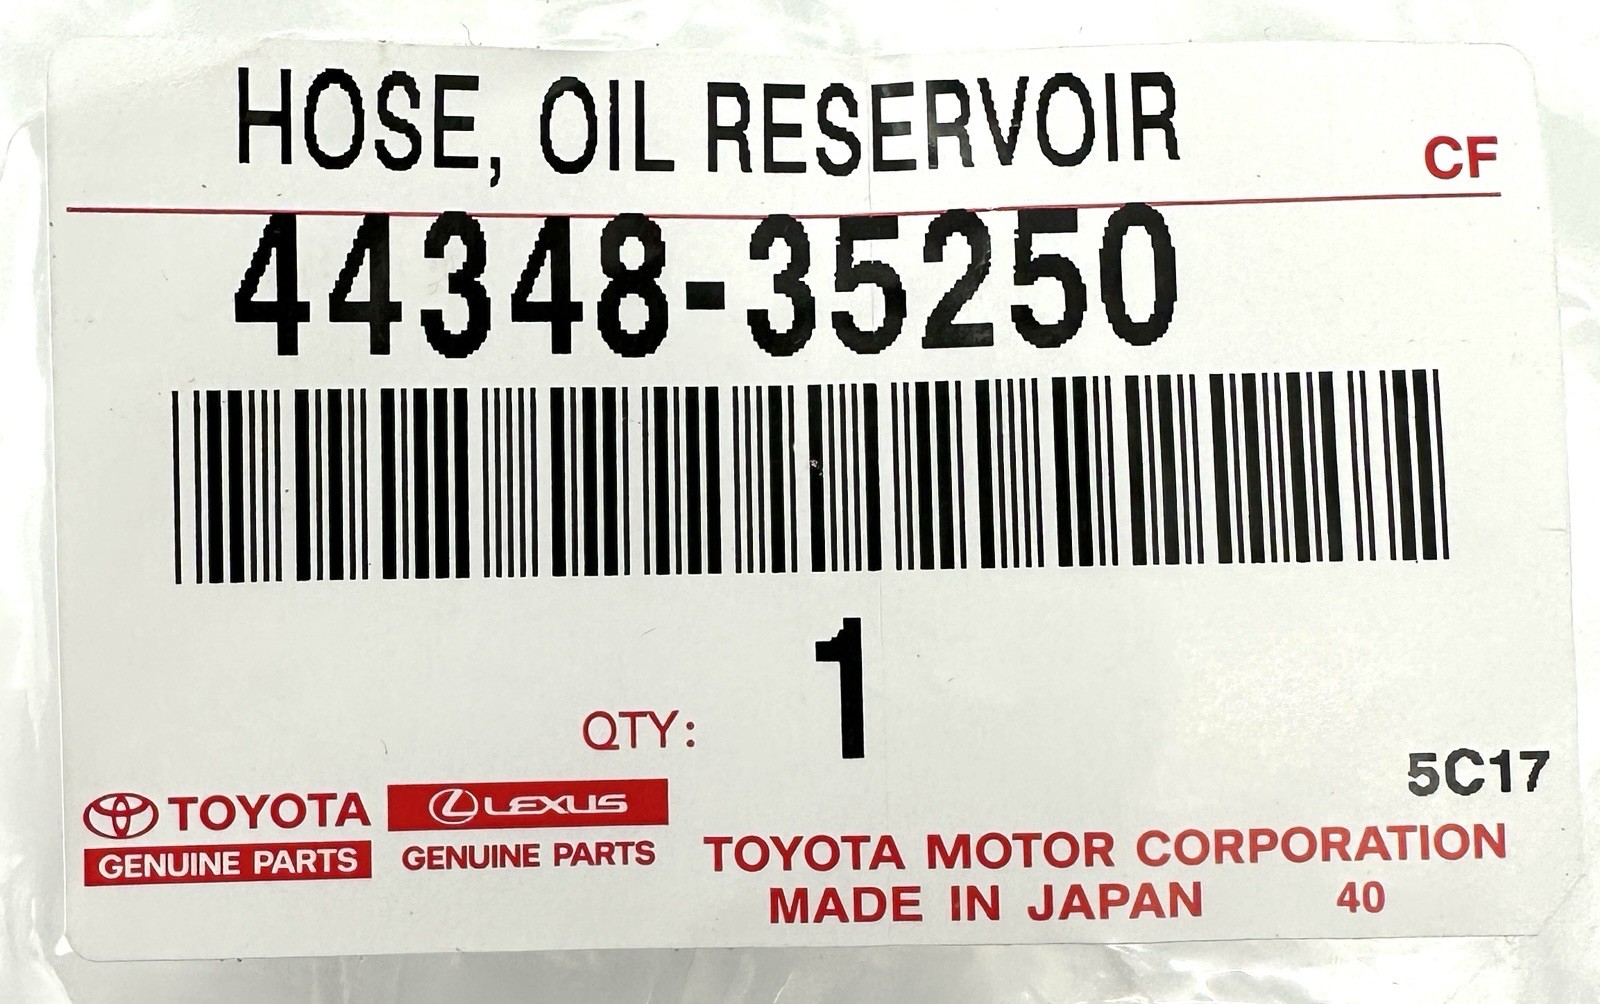 HOSE, OIL RESERVOIR
CF
44348-35250
QTY: 1
5C17
TOYOTA
GENUINE PARTS
LEXUS
GENUINE PARTS
TOYOTA MOTOR CORPORATION
MADE IN JAPAN 40